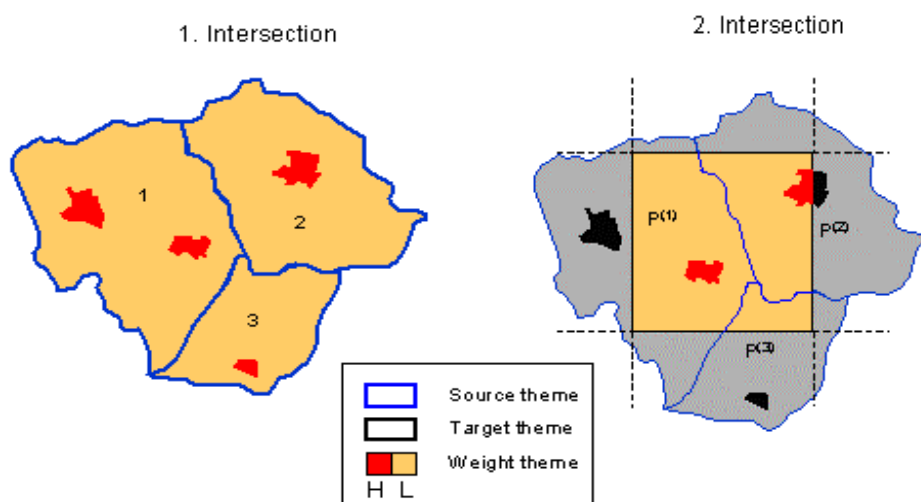 1. Intersection
2. Intersection
1
2
3
p(1)
p(2)
p(3)
Source theme
Target theme
Weight theme
H L